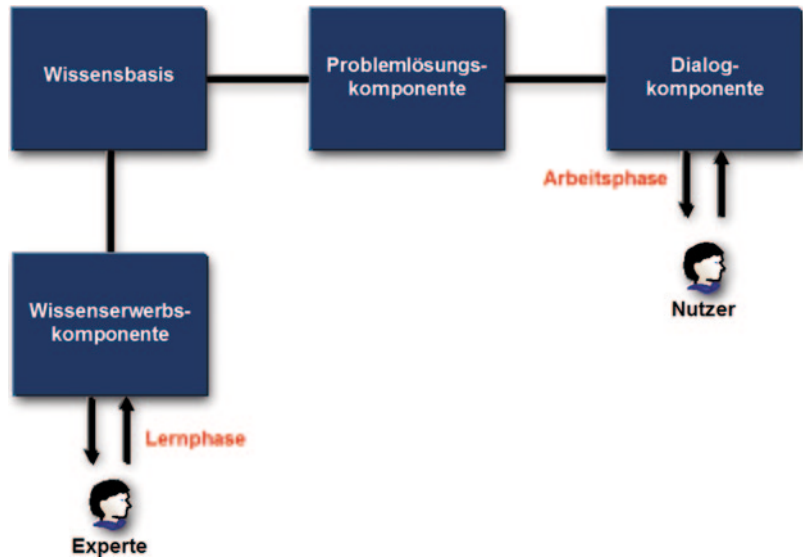 Wissensbasis
Problemlösungs-
komponente
Dialog-
komponente
Arbeitsphase
Nutzer
Wissenserwerbs-
komponente
Lernphase
Experte